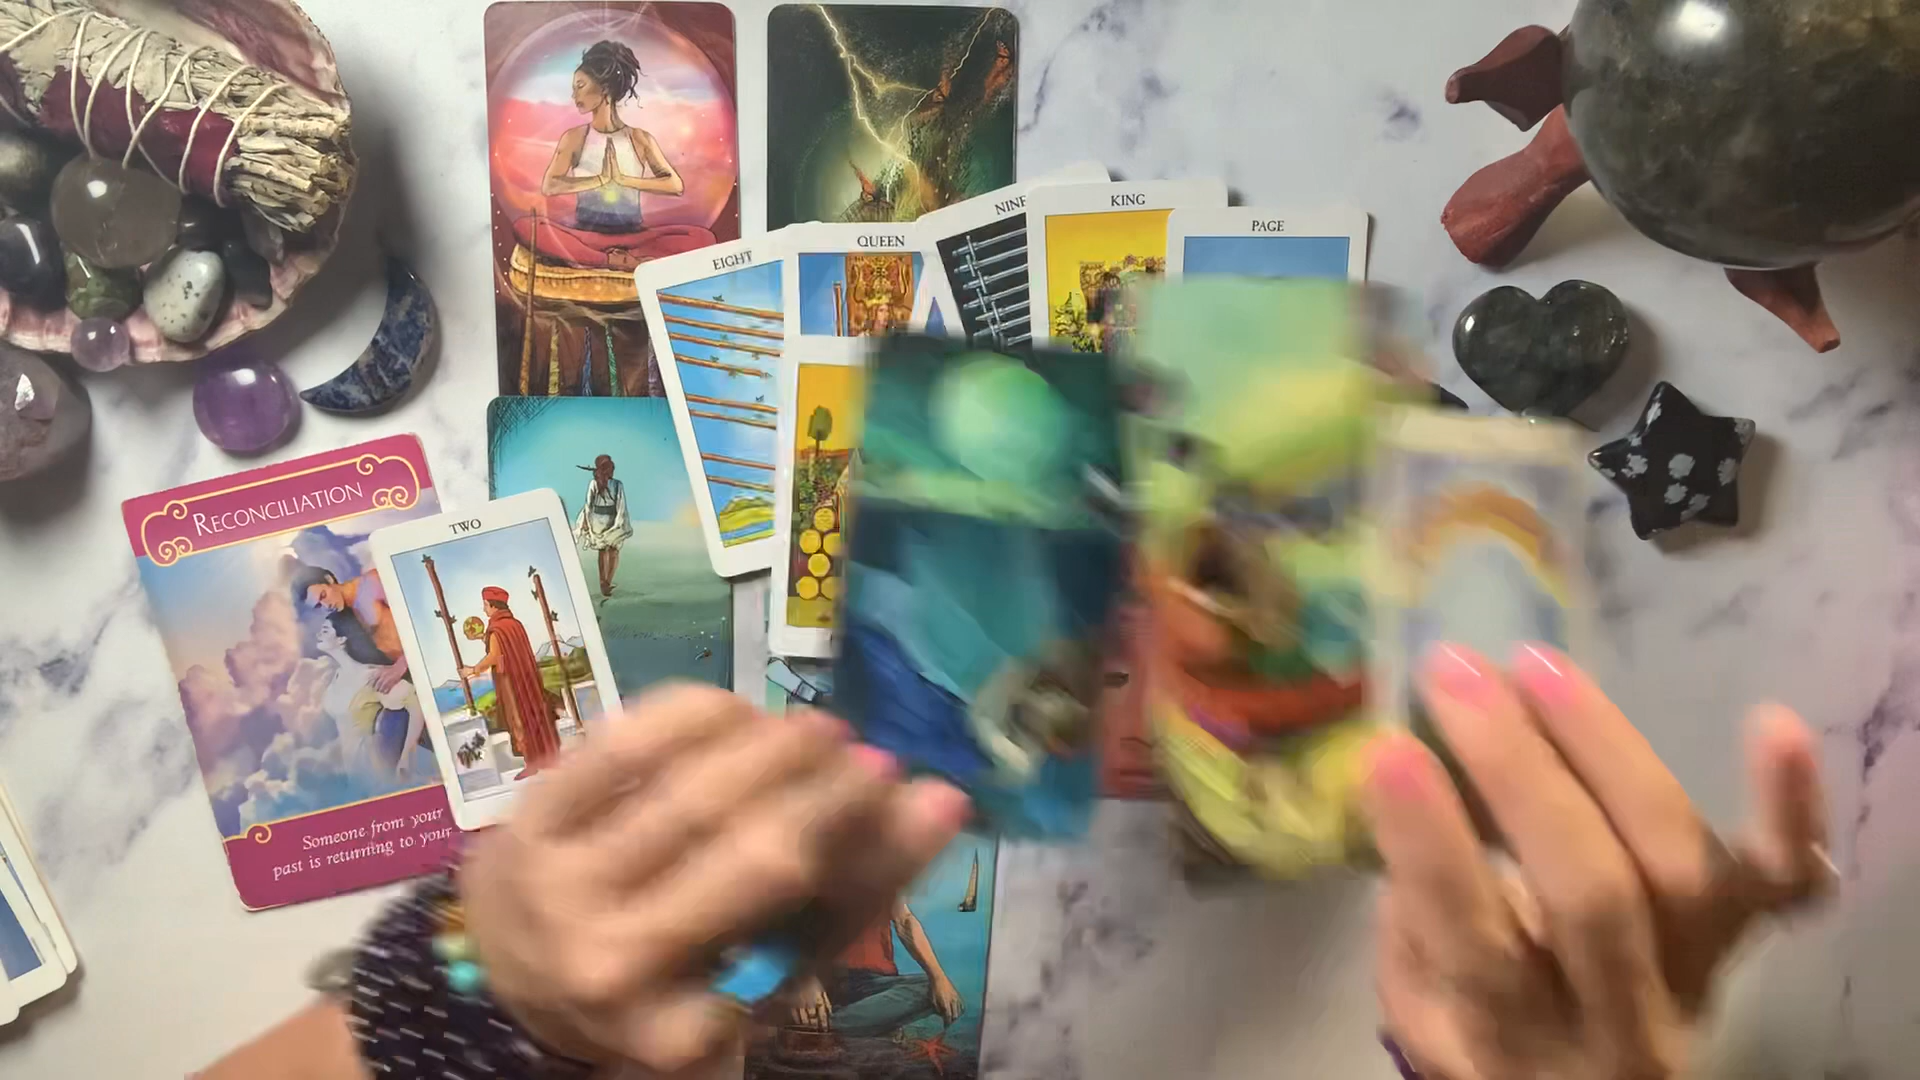 EIGHT
QUEEN
NINE
KING
PAGE
RECONCILIATION
TWO
Someone from your
past is returning to your